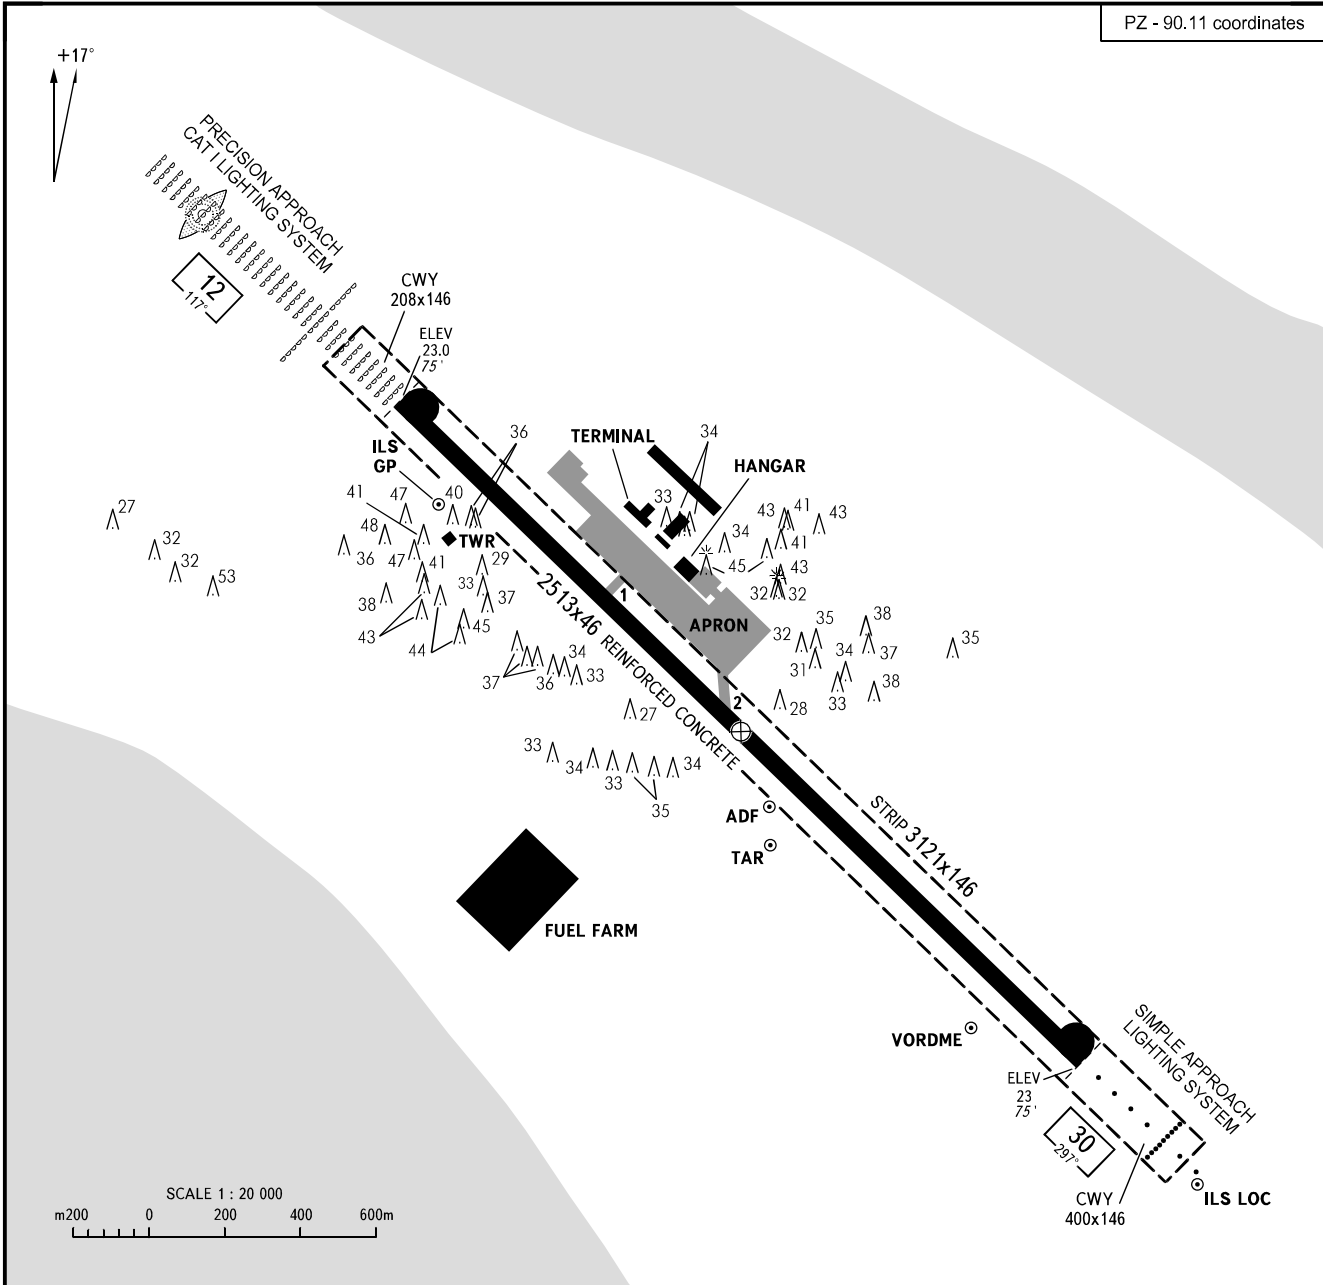 PZ - 90.11 coordinates
+17°
PRECISION APPROACH
CAT I LIGHTING SYSTEM
12
117°
CWY
208x146
ELEV
23.0
75'
ILS
GP
36
TERMINAL
34
HANGAR
41
47
40
33
43
41
43
27
48
TWR
34
41
32
36
47
41
29
45
43
32
53
33
32
32
38
37
2513x46 REINFORCED CONCRETE
1
APRON
43
44
45
32
35
38
37
35
34
31
37
36
34
33
33
38
27
2
28
33
34
33
34
35
STRIP 3121x146
ADF
TAR
FUEL FARM
VORDME
SIMPLE APPROACH
LIGHTING SYSTEM
ELEV
23
75'
30
297°
CWY
400x146
ILS LOC
SCALE 1 : 20 000
m200
0
200
400
600m